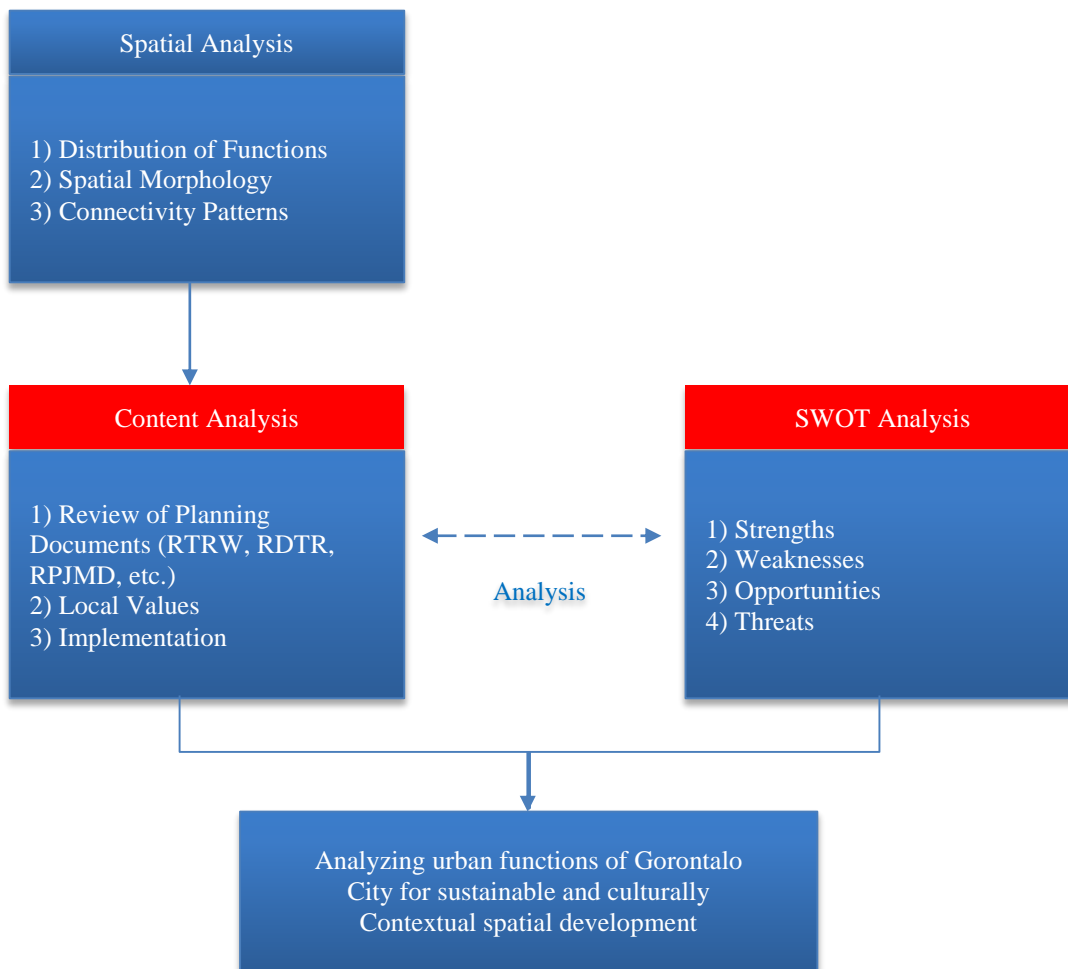 Spatial Analysis
1) Distribution of Functions
2) Spatial Morphology
3) Connectivity Patterns
Content Analysis
1) Review of Planning
Documents (RTRW, RDTR,
RPJMD, etc.)
2) Local Values
3) Implementation
Analysis
SWOT Analysis
1) Strengths
2) Weaknesses
3) Opportunities
4) Threats
Analyzing urban functions of Gorontalo
City for sustainable and culturally
Contextual spatial development